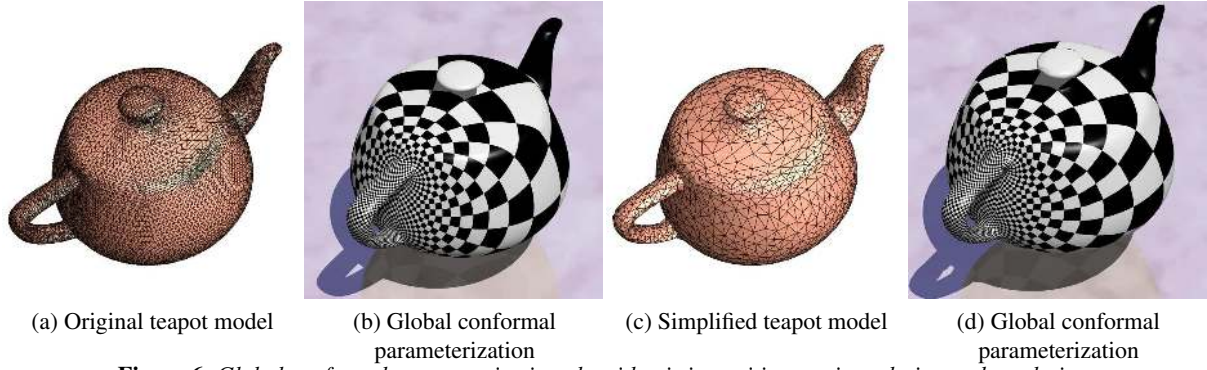 (a) Original teapot model
(b) Global conformal
parameterization
(c) Simplified teapot model
(d) Global conformal
parameterization